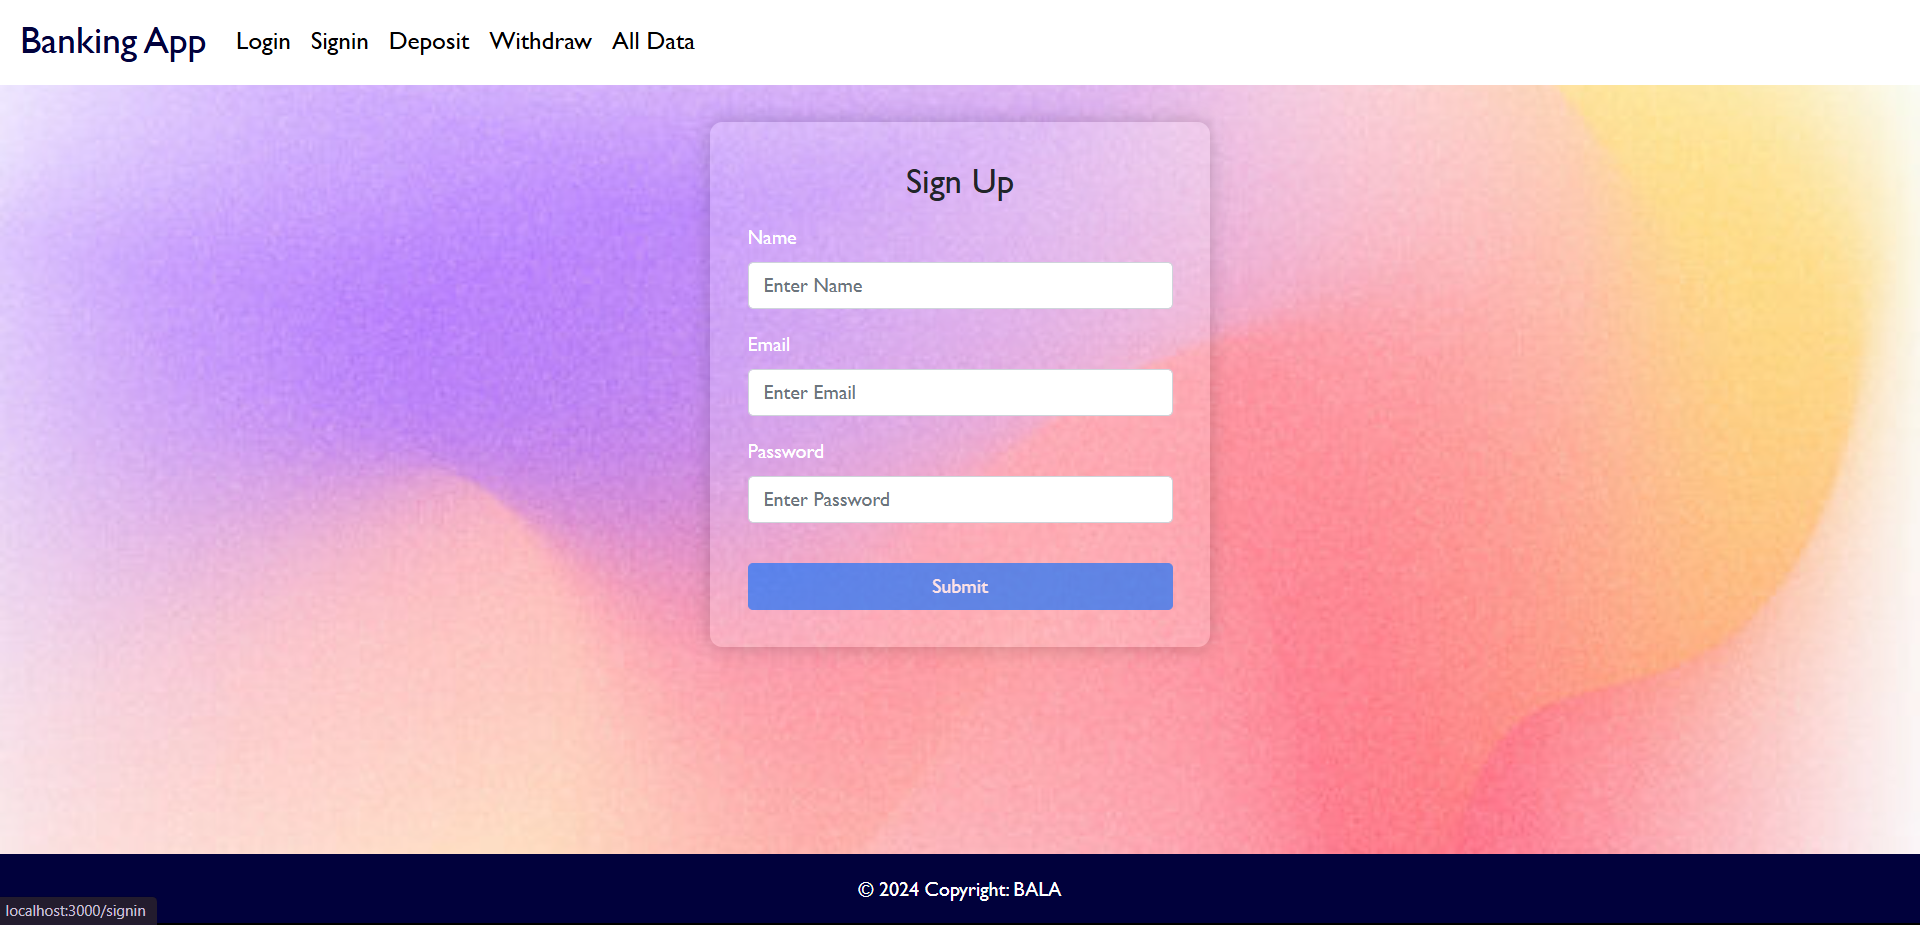 Banking App Login Signin Deposit Withdraw All Data
Sign Up
Name
Enter Name
Email
Enter Email
Password
Enter Password
Submit
© 2024 Copyright: BALA
localhost:3000/signin